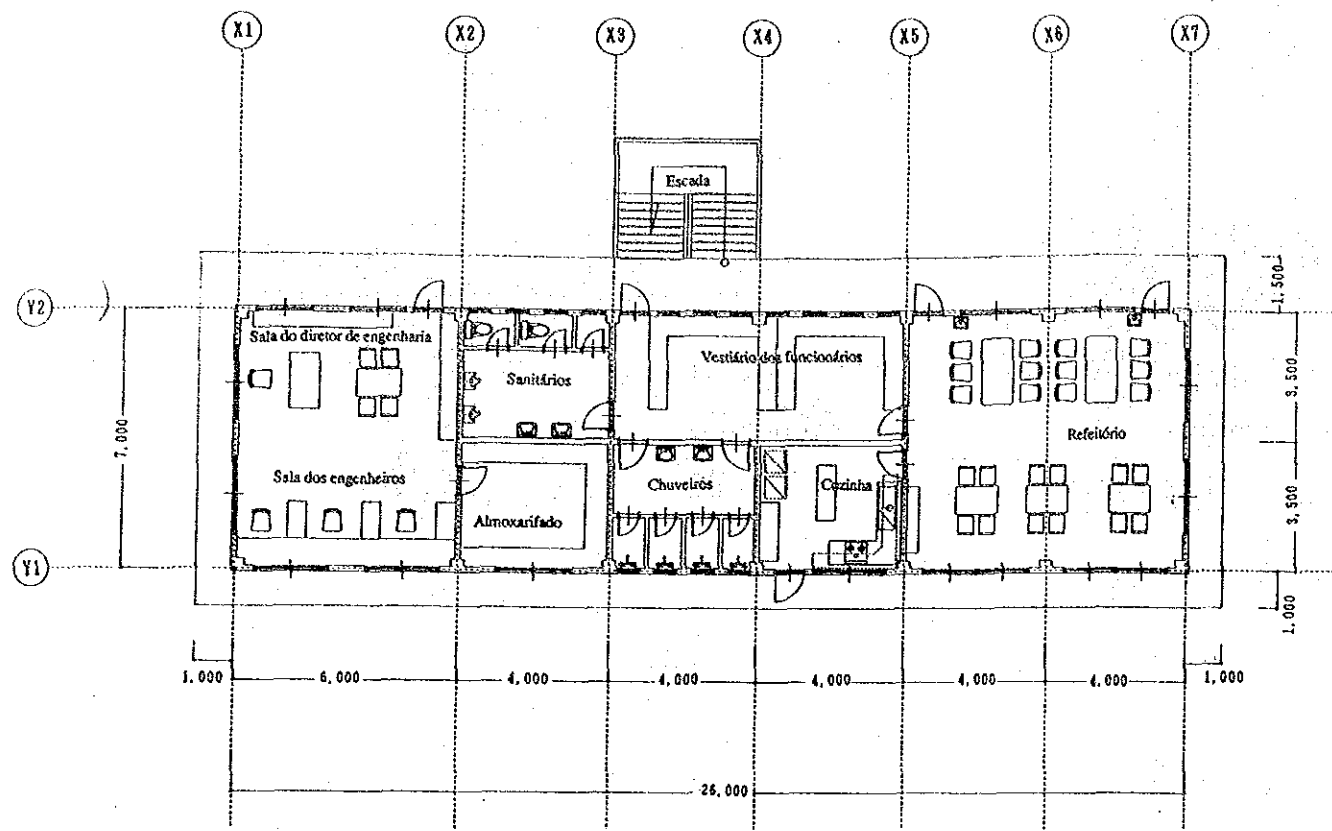 X1
X2
X3
X4
X5
X6
X7
Escada
1.500
Y2
Sala do diretor de engenharia
Sanitários
Vestiário dos funcionários
3.500
7.000
Refeitório
Sala dos engenheiros
Almoxarifado
Chuveiros
Cozinha
3.500
Y1
1.000
1.000
6.000
4.000
4.000
4.000
4.000
4.000
1.000
26.000